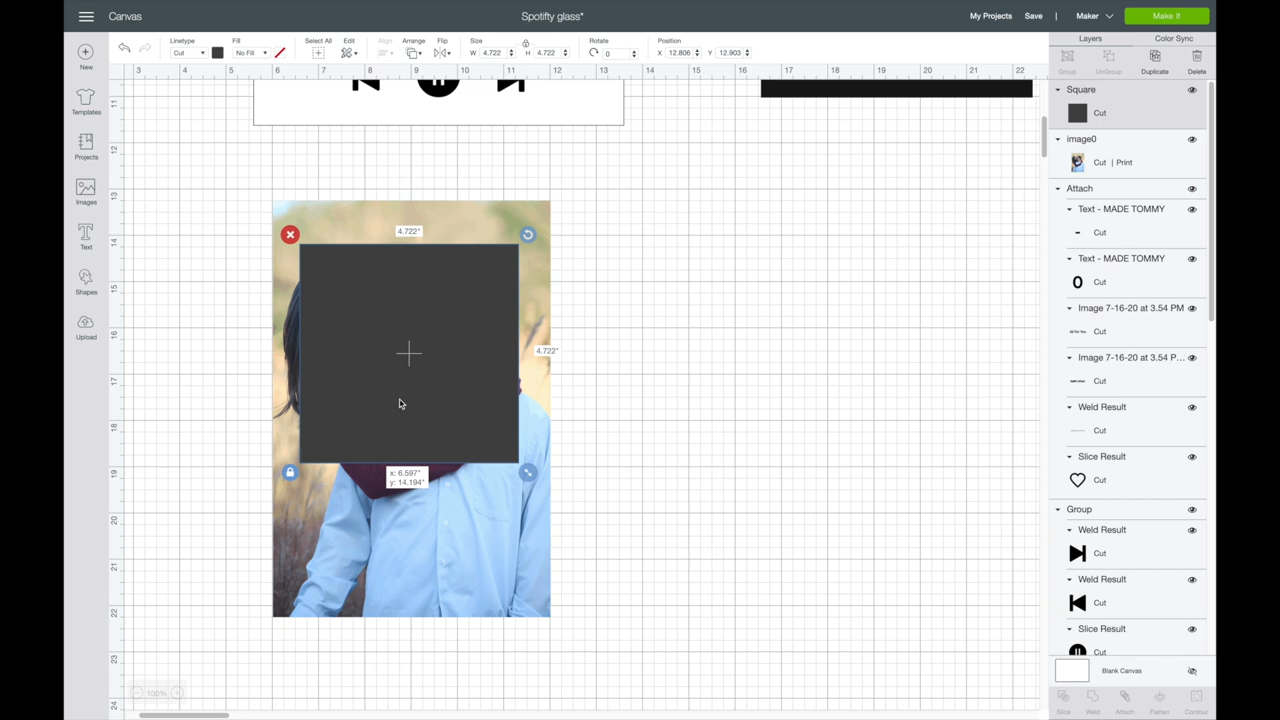 Canvas
Spotifty glass*
My Projects
Save
Maker
Make It
Linetype
Cut
Fill
No Fill
Select All
Edit
Align
Arrange
Flip
Size
W 4.722
H 4.722
Rotate
0
Position
X 12.806
Y 12.903
Layers
Color Sync
New
Templates
Projects
Images
Text
Shapes
Upload
3 4 5 6 7 8 9 10 11 12 13 14 15 16 17 18 19 20 21 22
11
12
13
14
15
16
17
18
19
20
21
22
23
24
4.722"
4.722"
x: 6.597"
y: 14.194"
100%
Group
UnGroup
Duplicate
Delete
Square
Cut
image0
Cut | Print
Attach
Text - MADE TOMMY
- Cut
Text - MADE TOMMY
0 Cut
Image 7-16-20 at 3.54 PM
Cut
Image 7-16-20 at 3.54 P...
Cut
Weld Result
Cut
Slice Result
Cut
Group
Weld Result
Cut
Weld Result
Cut
Slice Result
Cut
Blank Canvas
Slice
Weld
Attach
Flatten
Contour